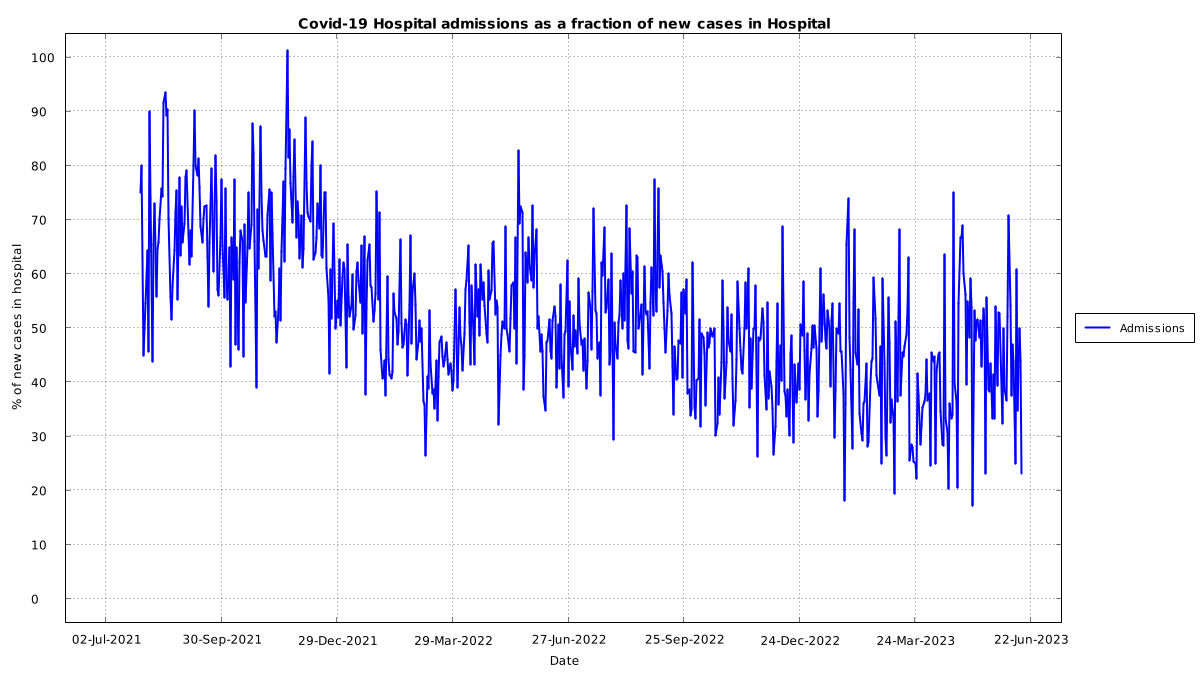 Covid-19 Hospital admissions as a fraction of new cases in Hospital
100
90
80
70
60
50
40
30
20
10
0
% of new cases in hospital
Admissions
02-Jul-2021 30-Sep-2021 29-Dec-2021 29-Mar-2022 27-Jun-2022 25-Sep-2022 24-Dec-2022 24-Mar-2023 22-Jun-2023
Date